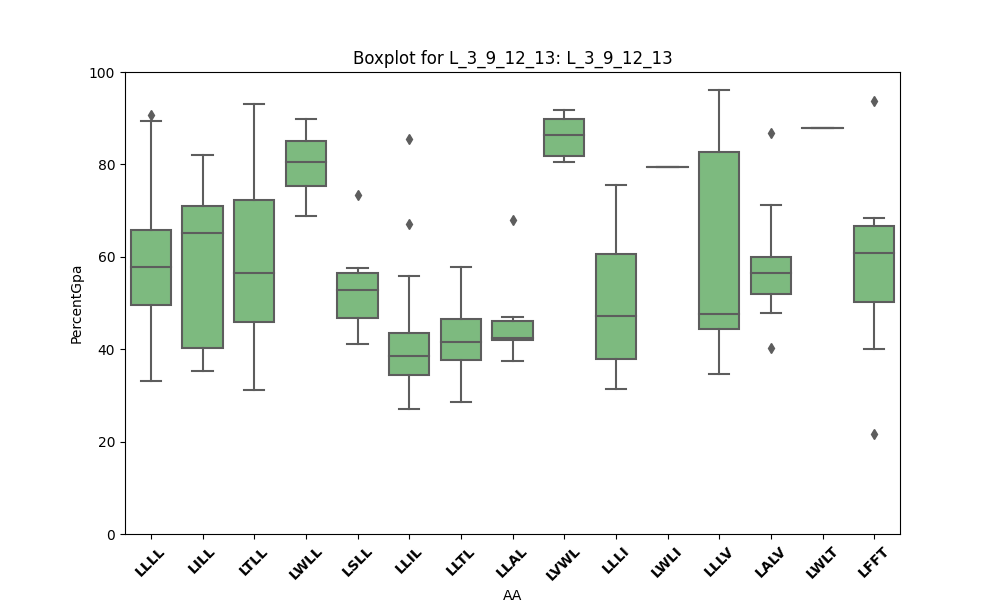 Boxplot for L_3_9_12_13: L_3_9_12_13
100
80
60
40
20
0
PercentGpa
LLLL LILL LTLL LWLL LSLL LLIL LLTL LLAL LVWL LLLI LWLI LLLV LALV LWLT LFFT
AA